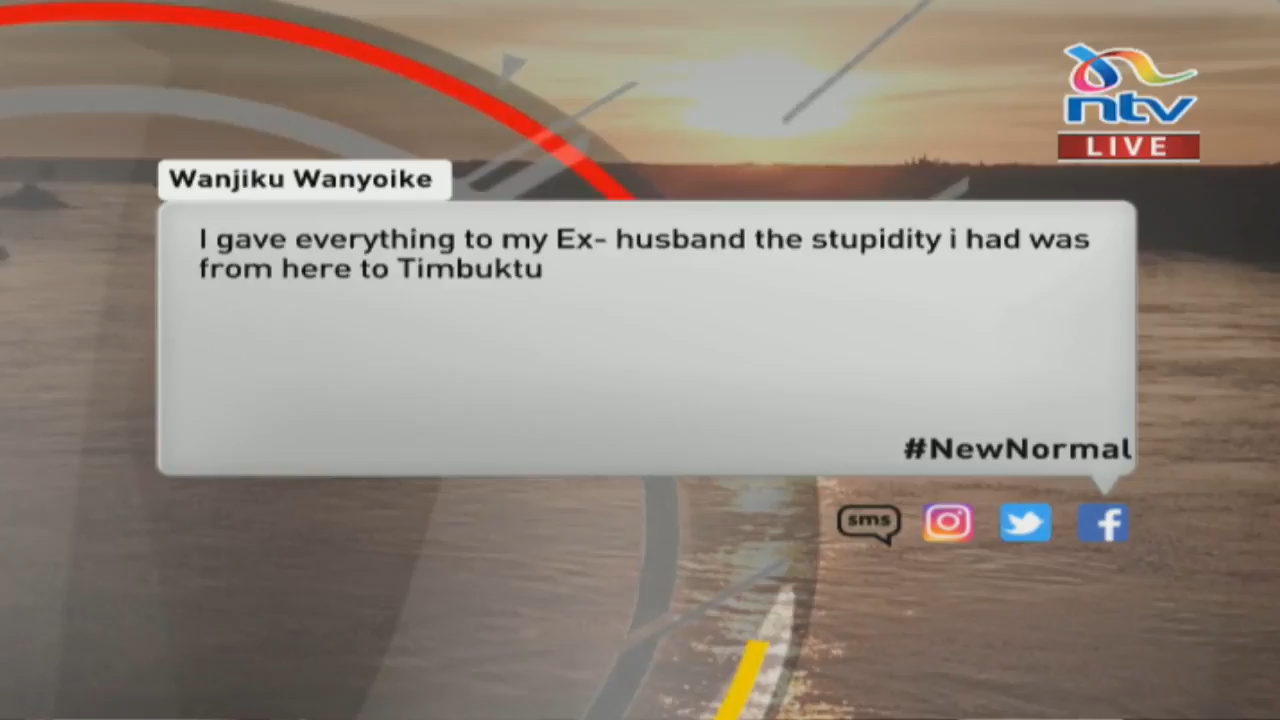 ntv
LIVE
Wanjiku Wanyoike
I gave everything to my Ex- husband the stupidity i had was
from here to Timbuktu
#NewNormal
sms